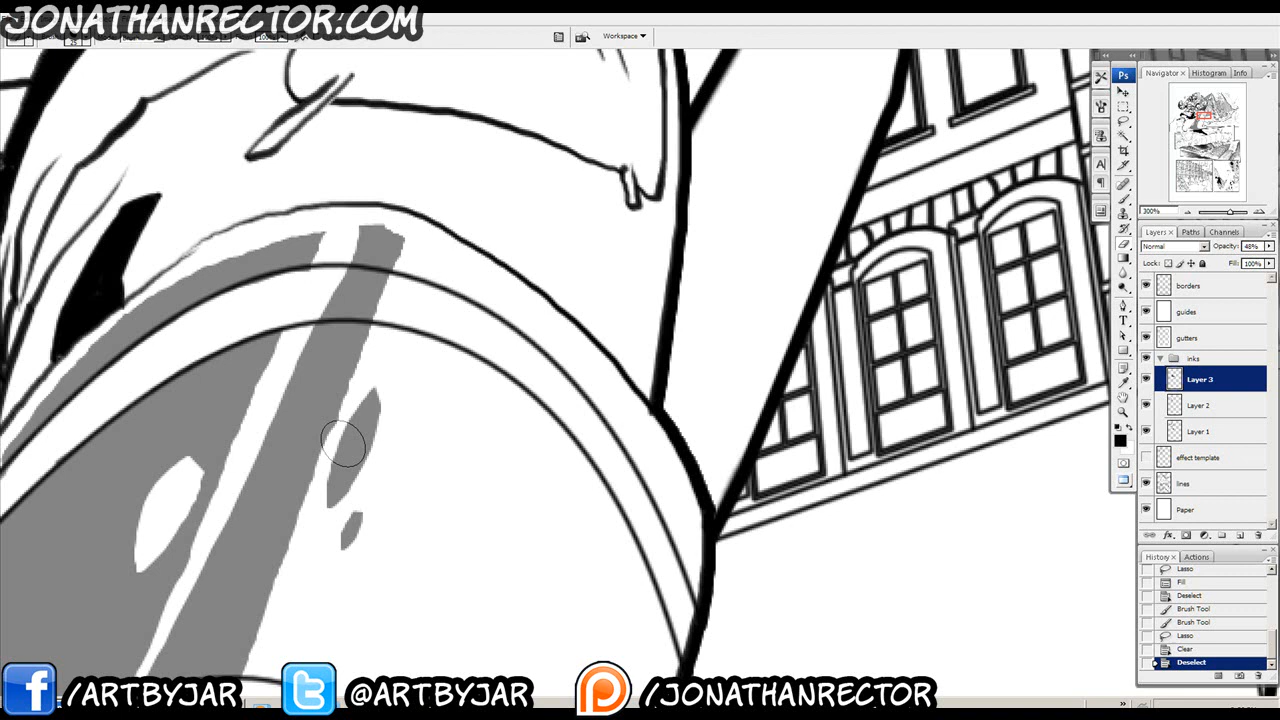 JONATHANRECTOR.COM
Workspace
Ps
Navigator × Histogram Info
300%
Layers × Paths Channels
Normal Opacity: 48%
Lock: Fill: 100%
borders
guides
gutters
inks
Layer 3
Layer 2
Layer 1
effect template
lines
Paper
fx
History × Actions
Lasso
Fill
Deselect
Brush Tool
Brush Tool
Lasso
Clear
Deselect
/ARTBYJAR @ARTBYJAR /JONATHANRECTOR